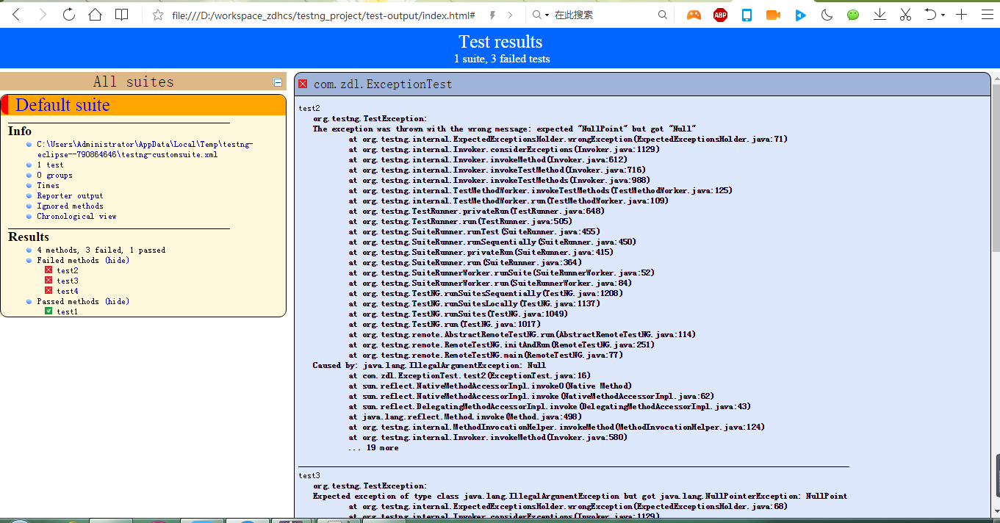 file:///D:/workspace_zdhcs/testng_project/test-output/index.html#
在此搜索
ABP
Test results
1 suite, 3 failed tests
All suites
Default suite
Info
C:\Users\Administrator\AppData\Local\Temp\testng-
eclipse--790864646\testng-customsuite.xml
1 test
0 groups
Times
Reporter output
Ignored methods
Chronological view
Results
4 methods, 3 failed, 1 passed
Failed methods (hide)
test2
test3
test4
Passed methods (hide)
test1
com.zdl.ExceptionTest
test2
org.testng.TestException:
The exception was thrown with the wrong message: expected "NullPoint" but got "Null"
at org.testng.internal.ExpectedExceptionsHolder.wrongException(ExpectedExceptionsHolder.java:71)
at org.testng.internal.Invoker.considerExceptions(Invoker.java:1129)
at org.testng.internal.Invoker.invokeMethod(Invoker.java:612)
at org.testng.internal.Invoker.invokeTestMethod(Invoker.java:716)
at org.testng.internal.Invoker.invokeTestMethods(Invoker.java:988)
at org.testng.internal.TestMethodWorker.invokeTestMethods(TestMethodWorker.java:125)
at org.testng.internal.TestMethodWorker.run(TestMethodWorker.java:109)
at org.testng.TestRunner.privateRun(TestRunner.java:648)
at org.testng.TestRunner.run(TestRunner.java:505)
at org.testng.SuiteRunner.runTest(SuiteRunner.java:455)
at org.testng.SuiteRunner.runSequentially(SuiteRunner.java:450)
at org.testng.SuiteRunner.privateRun(SuiteRunner.java:415)
at org.testng.SuiteRunner.run(SuiteRunner.java:364)
at org.testng.SuiteRunnerWorker.runSuite(SuiteRunnerWorker.java:52)
at org.testng.SuiteRunnerWorker.run(SuiteRunnerWorker.java:84)
at org.testng.TestNG.runSuitesSequentially(TestNG.java:1208)
at org.testng.TestNG.runSuitesLocally(TestNG.java:1137)
at org.testng.TestNG.runSuites(TestNG.java:1049)
at org.testng.TestNG.run(TestNG.java:1017)
at org.testng.remote.AbstractRemoteTestNG.run(AbstractRemoteTestNG.java:114)
at org.testng.remote.RemoteTestNG.initAndRun(RemoteTestNG.java:251)
at org.testng.remote.RemoteTestNG.main(RemoteTestNG.java:77)
Caused by: java.lang.IllegalArgumentException: Null
at com.zdl.ExceptionTest.test2(ExceptionTest.java:16)
at sun.reflect.NativeMethodAccessorImpl.invoke0(Native Method)
at sun.reflect.NativeMethodAccessorImpl.invoke(NativeMethodAccessorImpl.java:62)
at sun.reflect.DelegatingMethodAccessorImpl.invoke(DelegatingMethodAccessorImpl.java:43)
at java.lang.reflect.Method.invoke(Method.java:498)
at org.testng.internal.MethodInvocationHelper.invokeMethod(MethodInvocationHelper.java:124)
at org.testng.internal.Invoker.invokeMethod(Invoker.java:580)
... 19 more
test3
org.testng.TestException:
Expected exception of type class java.lang.IllegalArgumentException but got java.lang.NullPointerException: NullPoint
at org.testng.internal.ExpectedExceptionsHolder.wrongException(ExpectedExceptionsHolder.java:68)
at org.testng.internal.Invoker.considerExceptions(Invoker.java:1129)